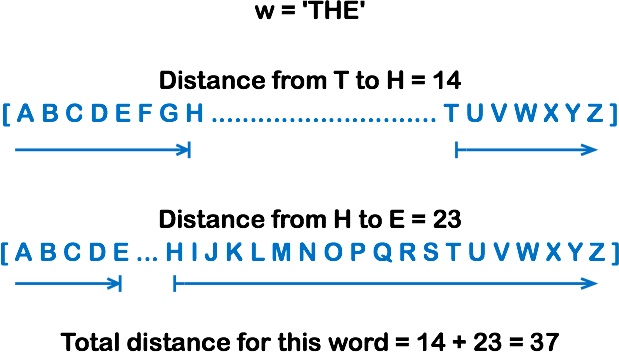 w = 'THE'
Distance from T to H = 14
[ A B C D E F G H ............................. T U V W X Y Z ]
Distance from H to E = 23
[ A B C D E ... H I J K L M N O P Q R S T U V W X Y Z ]
Total distance for this word = 14 + 23 = 37